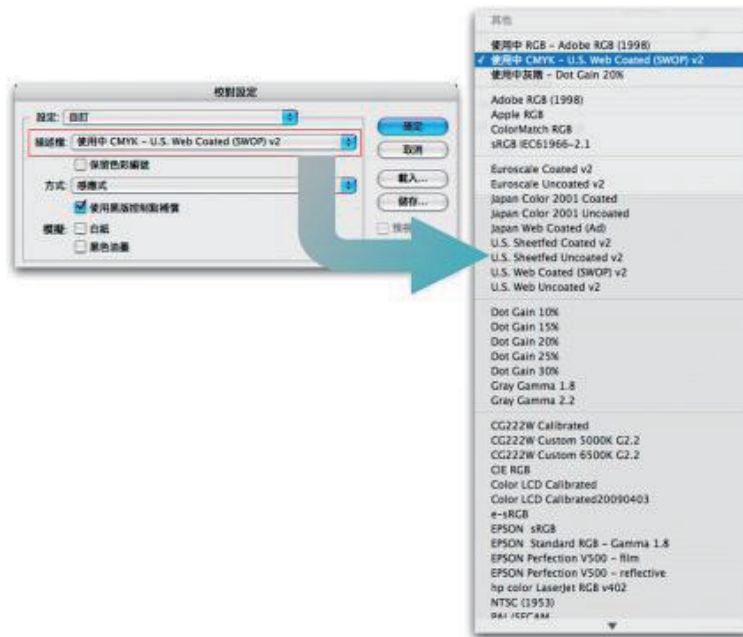 校對設定
設定: 自訂
描述檔: 使用中 CMYK - U.S. Web Coated (SWOP) v2
保留色彩編號
方式: 感應式
使用黑版控制點補償
模擬: 白紙
黑色油墨
確定
取消
載入...
儲存...
預視
其他
使用中 RGB - Adobe RGB (1998)
✓ 使用中 CMYK - U.S. Web Coated (SWOP) v2
使用中灰階 - Dot Gain 20%
Adobe RGB (1998)
Apple RGB
ColorMatch RGB
sRGB IEC61966-2.1
Euroscale Coated v2
Euroscale Uncoated v2
Japan Color 2001 Coated
Japan Color 2001 Uncoated
Japan Web Coated (Ad)
U.S. Sheetfed Coated v2
U.S. Sheetfed Uncoated v2
U.S. Web Coated (SWOP) v2
U.S. Web Uncoated v2
Dot Gain 10%
Dot Gain 15%
Dot Gain 20%
Dot Gain 25%
Dot Gain 30%
Gray Gamma 1.8
Gray Gamma 2.2
CG222W Calibrated
CG222W Custom 5000K G2.2
CG222W Custom 6500K G2.2
CIE RGB
Color LCD Calibrated
Color LCD Calibrated20090403
e-sRGB
EPSON sRGB
EPSON Standard RGB - Gamma 1.8
EPSON Perfection V500 - film
EPSON Perfection V500 - reflective
hp color LaserJet RGB v402
NTSC (1953)
PAL/SECAM